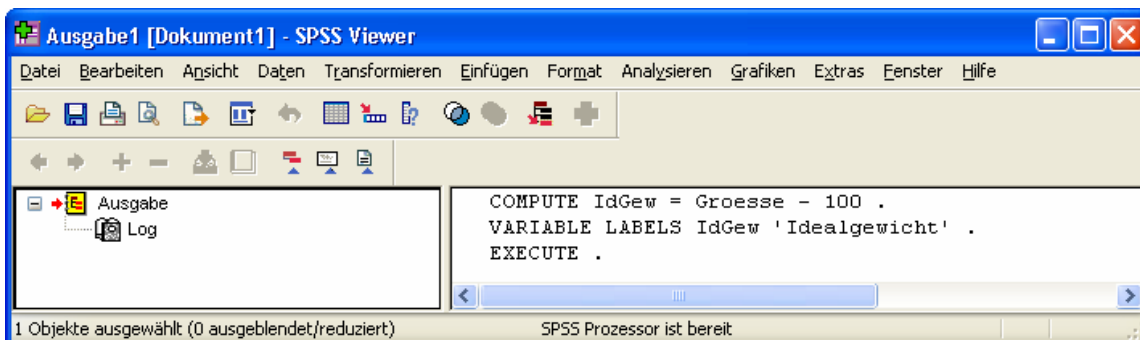 Ausgabe1 [Dokument1] - SPSS Viewer
Datei Bearbeiten Ansicht Daten Transformieren Einfügen Format Analysieren Grafiken Extras Fenster Hilfe
Ausgabe
Log
COMPUTE IdGew = Groesse - 100 .
VARIABLE LABELS IdGew 'Idealgewicht' .
EXECUTE .
1 Objekte ausgewählt (0 ausgeblendet/reduziert) SPSS Prozessor ist bereit